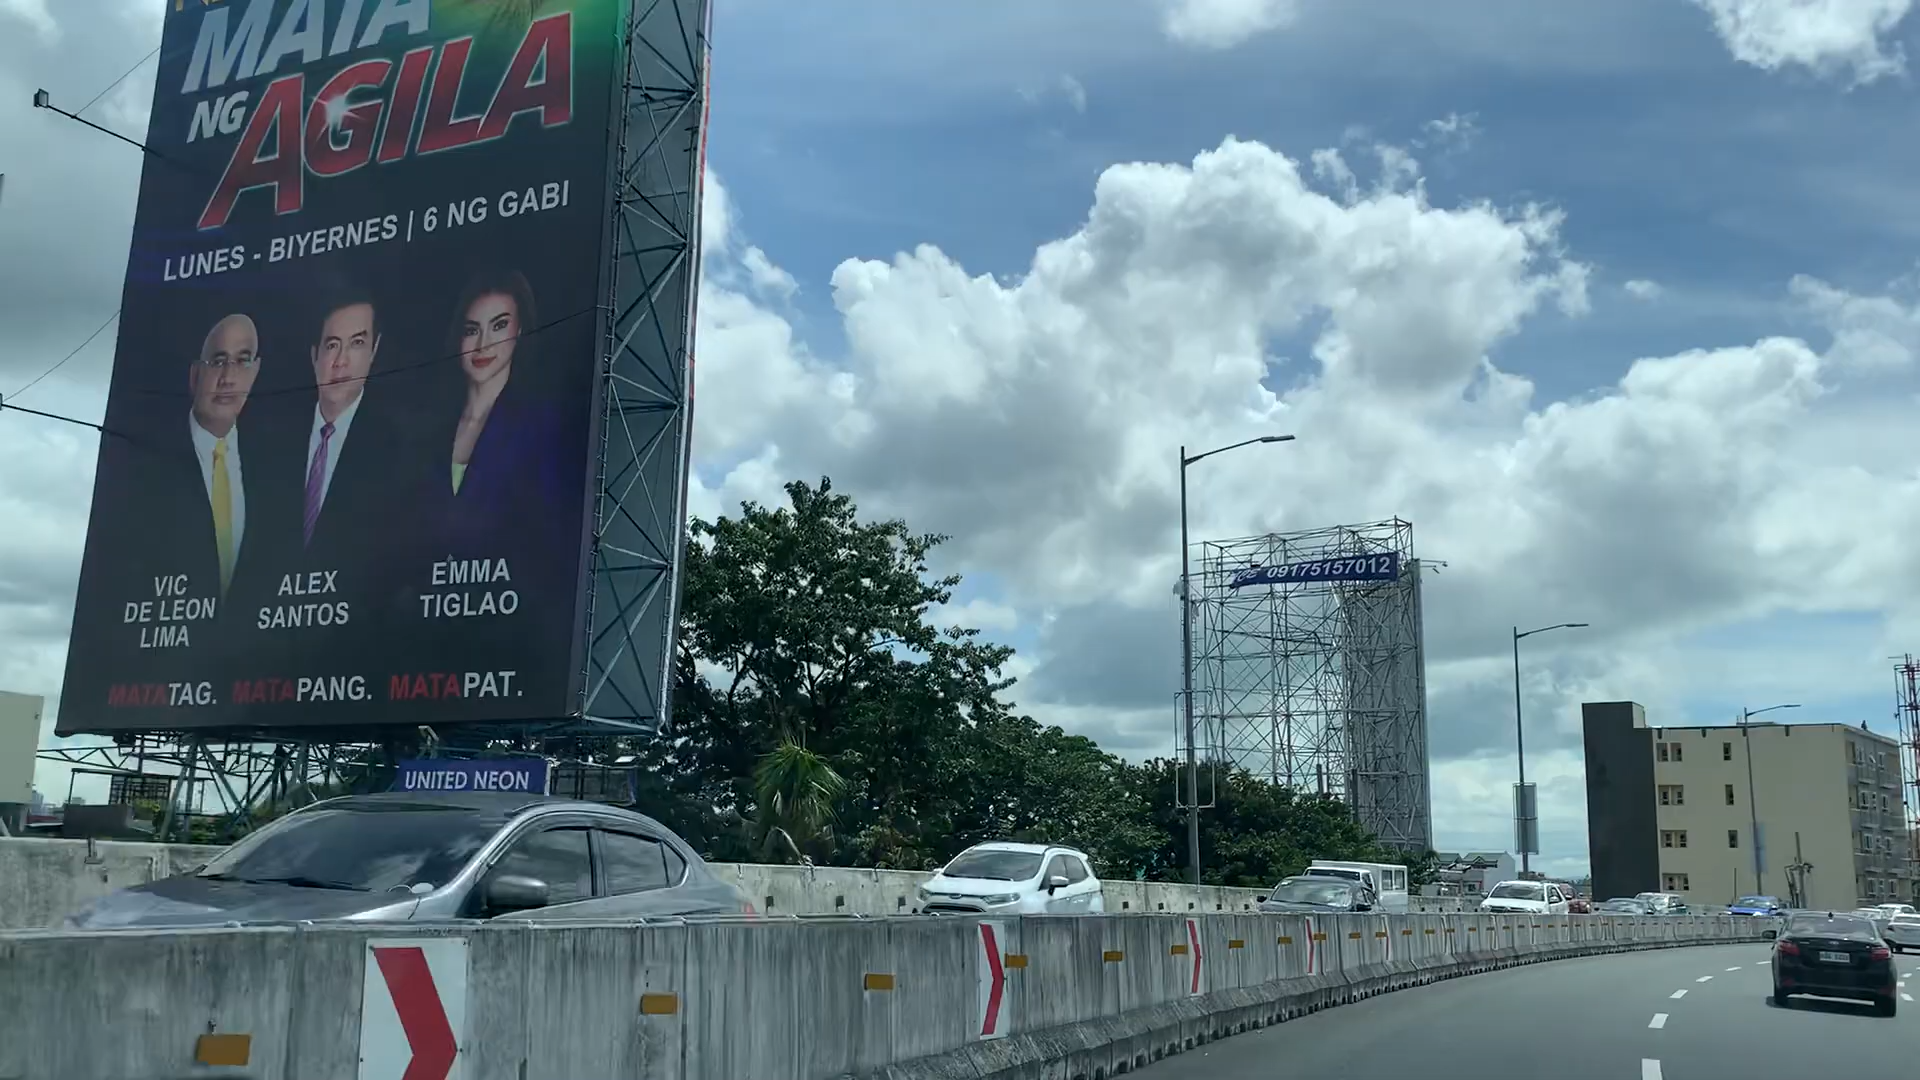 MATA
NG AGILA
LUNES - BIYERNES | 6 NG GABI
VIC
DE LEON
LIMA
ALEX
SANTOS
EMMA
TIGLAO
MATATAG. MATAPANG. MATAPAT.
UNITED NEON
09175157012